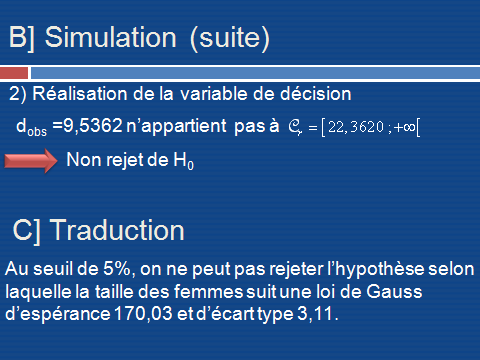 B] Simulation (suite)
2) Réalisation de la variable de décision
dobs =9,5362 n’appartient pas à 𝒞r = [ 22,3620 ; +∞[
Non rejet de H0
C] Traduction
Au seuil de 5%, on ne peut pas rejeter l’hypothèse selon
laquelle la taille des femmes suit une loi de Gauss
d’espérance 170,03 et d’écart type 3,11.